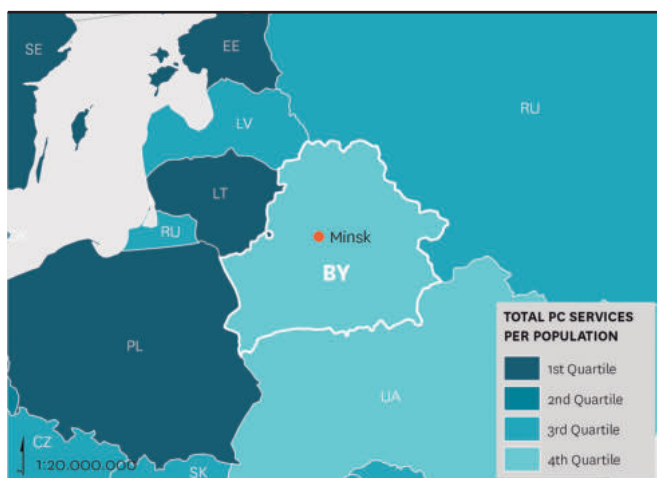 SE
EE
RU
LV
LT
RU
Minsk
BY
PL
UA
CZ
SK
1:20.000.000
TOTAL PC SERVICES
PER POPULATION
1st Quartile
2nd Quartile
3rd Quartile
4th Quartile